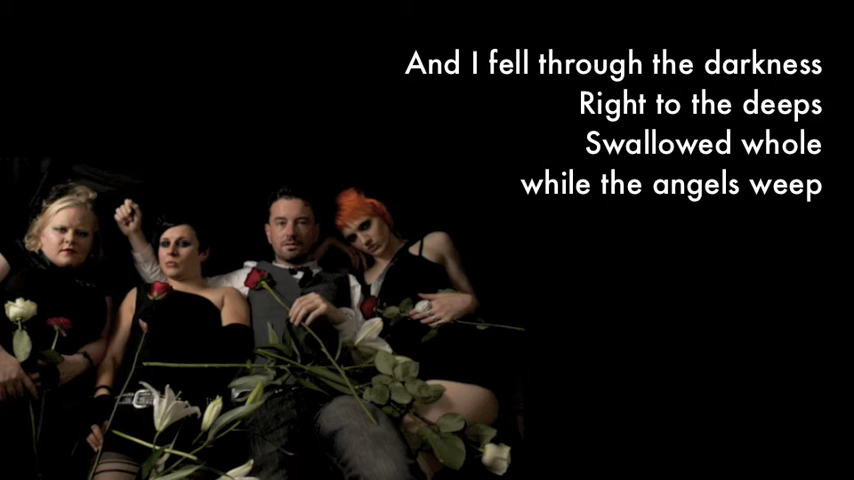 And I fell through the darkness
Right to the deeps
Swallowed whole
while the angels weep